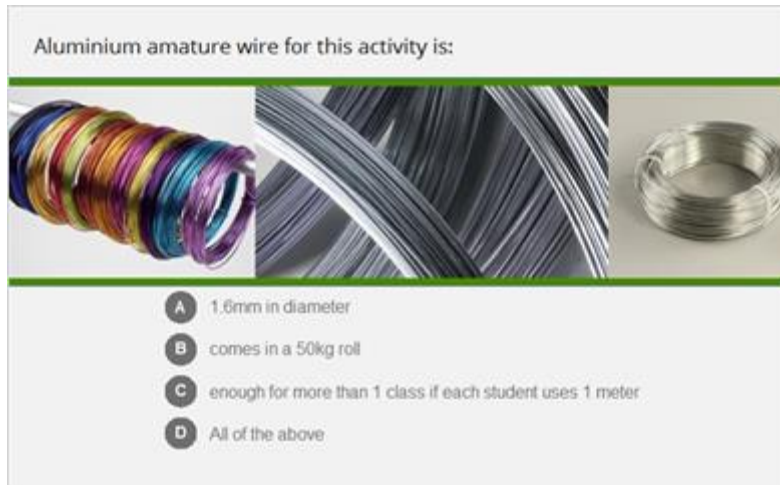 Aluminium amature wire for this activity is:
A 1.6mm in diameter
B comes in a 50kg roll
C enough for more than 1 class if each student uses 1 meter
D All of the above